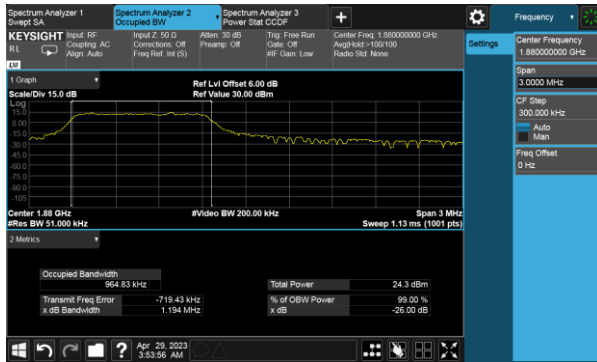 Spectrum Analyzer 1
Swept SA
Spectrum Analyzer 2
Occupied BW
Spectrum Analyzer 3
Power Stat CCDF
+
Frequency
KEYSIGHT
RL
LXI
Input: RF
Coupling: AC
Align: Auto
Input Z: 50 Ω
Corrections: Off
Freq Ref: Int (S)
Atten: 30 dB
Preamp: Off
Trig: Free Run
Gate: Off
#IF Gain: Low
Center Freq: 1.880000000 GHz
Avg|Hold:>100/100
Radio Std: None
Settings
Center Frequency
1.880000000 GHz
Span
3.0000 MHz
CF Step
300.000 kHz
Auto
Man
Freq Offset
0 Hz
1 Graph
Scale/Div 15.0 dB
Ref Lvl Offset 6.00 dB
Ref Value 30.00 dBm
Log
15.0
0.00
-15.0
-30.0
-45.0
-60.0
-75.0
-90.0
-105
Center 1.88 GHz
#Video BW 200.00 kHz
Span 3 MHz
#Res BW 51.000 kHz
Sweep 1.13 ms (1001 pts)
2 Metrics
Occupied Bandwidth
964.83 kHz
Total Power 24.3 dBm
Transmit Freq Error -719.43 kHz
% of OBW Power 99.00 %
x dB Bandwidth 1.194 MHz
x dB -26.00 dB
?
Apr 29, 2023
3:53:56 AM